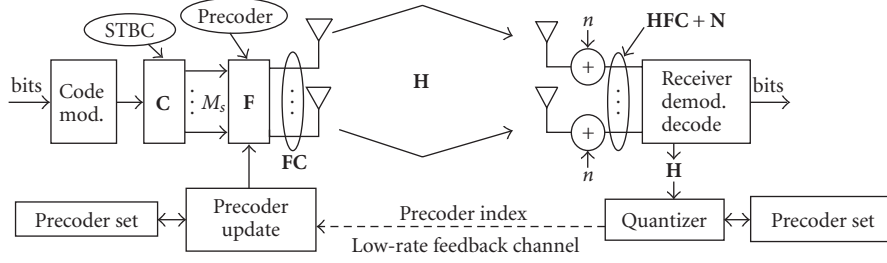 STBC
Precoder
HFC + N
bits
Code
mod.
C
M_s
F
FC
H
n
+
+
n
Receiver
demod.
decode
bits
H
Precoder set
Precoder
update
Precoder index
Low-rate feedback channel
Quantizer
Precoder set